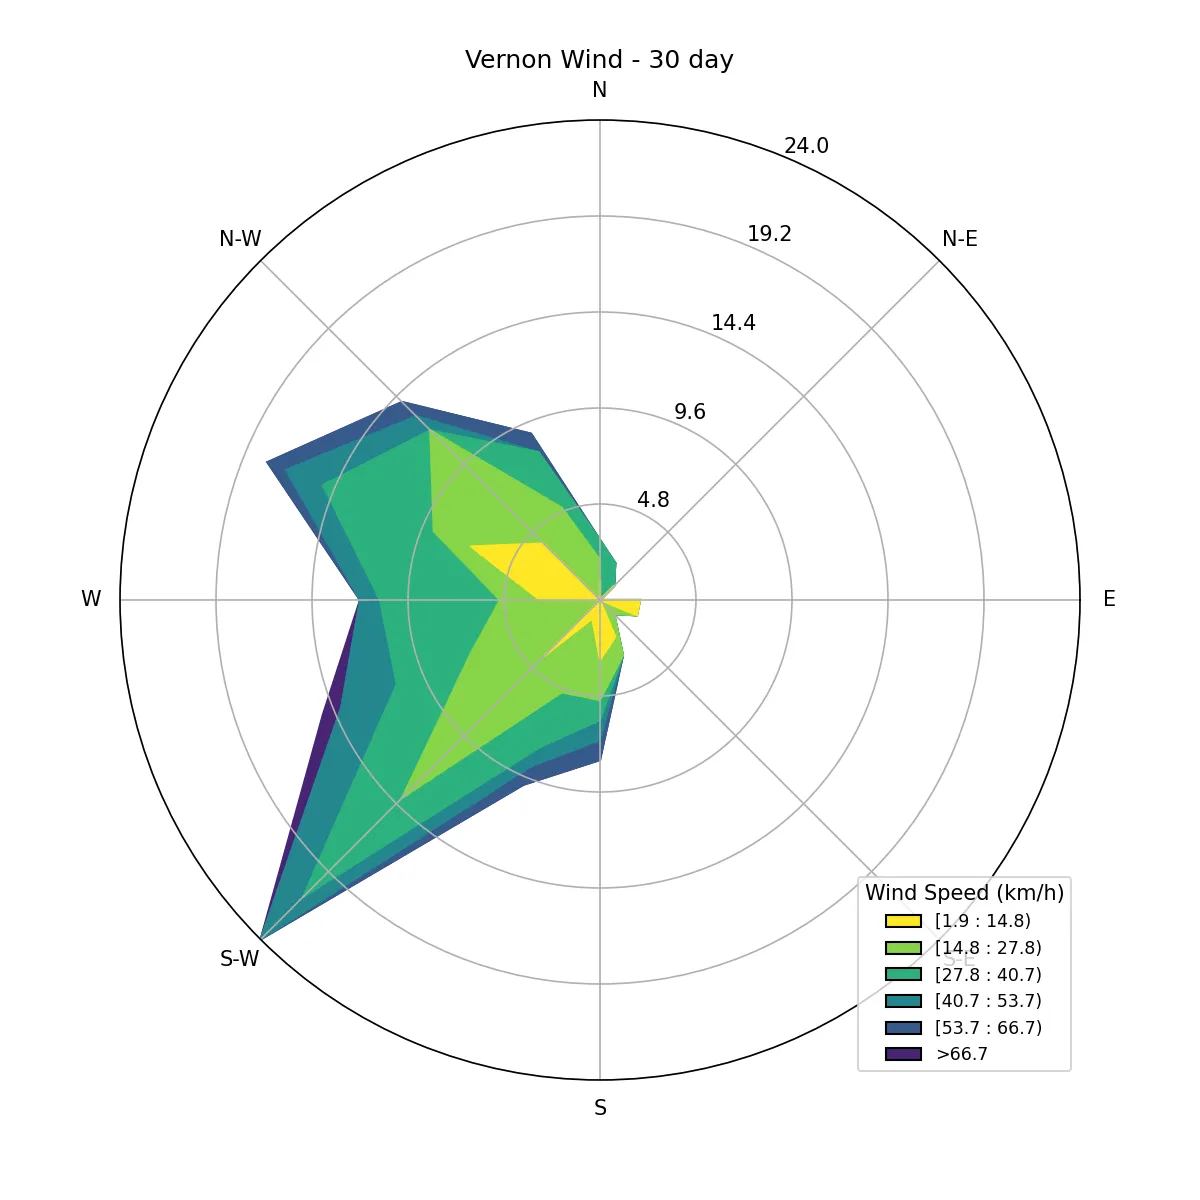 Vernon Wind - 30 day
N
24.0
19.2
N-W
N-E
14.4
9.6
4.8
W
E
S-W
S-E
Wind Speed (km/h)
[1.9 : 14.8)
[14.8 : 27.8)
[27.8 : 40.7)
[40.7 : 53.7)
[53.7 : 66.7)
>66.7
S